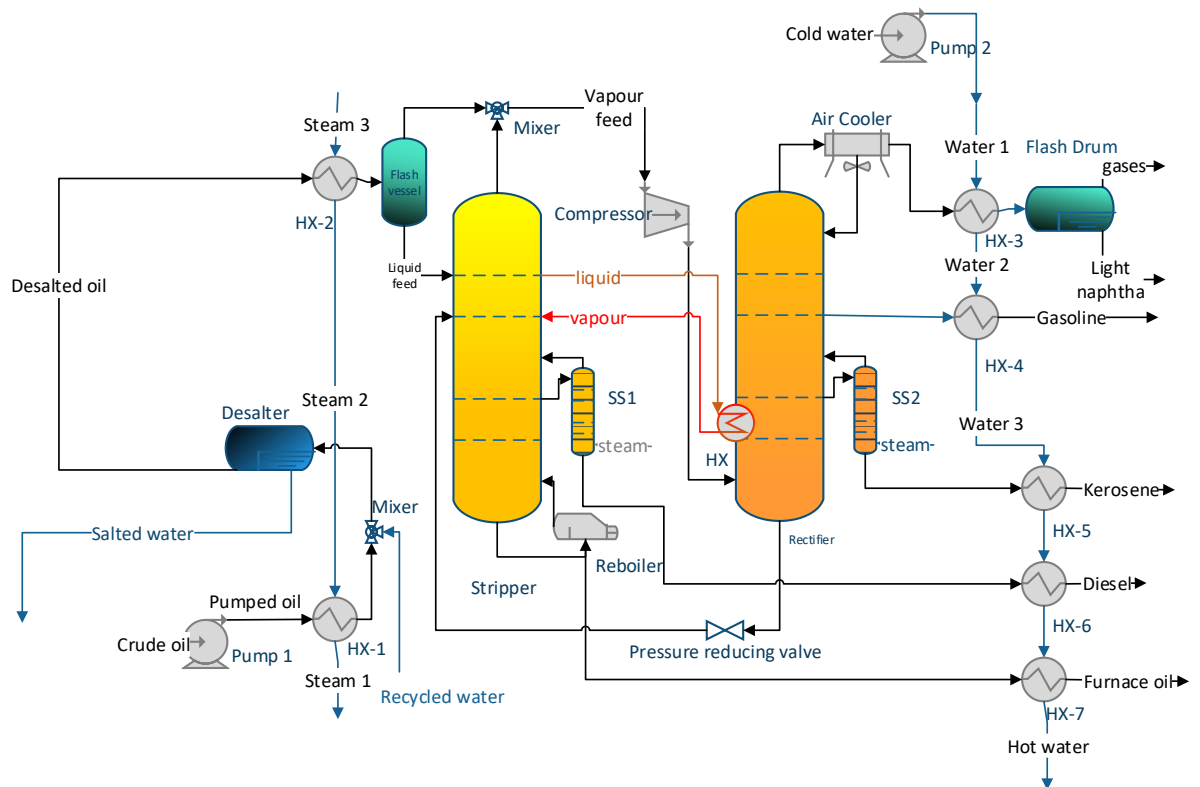 Cold water
Pump 2
Vapour
feed
Steam 3
Mixer
Air Cooler
Water 1
Flash Drum
gases
Flash
vessel
Compressor
HX-2
HX-3
Liquid
feed
liquid
Water 2
Light
naphtha
Desalted oil
vapour
Gasoline
HX-4
Steam 2
SS1
SS2
Desalter
Water 3
steam-
steam-
HX
Kerosene
Mixer
Salted water
Rectifier
HX-5
Reboiler
Stripper
Diesel
Pumped oil
HX-6
Crude oil
Pump 1
HX-1
Pressure reducing valve
Steam 1
Recycled water
Furnace oil
HX-7
Hot water